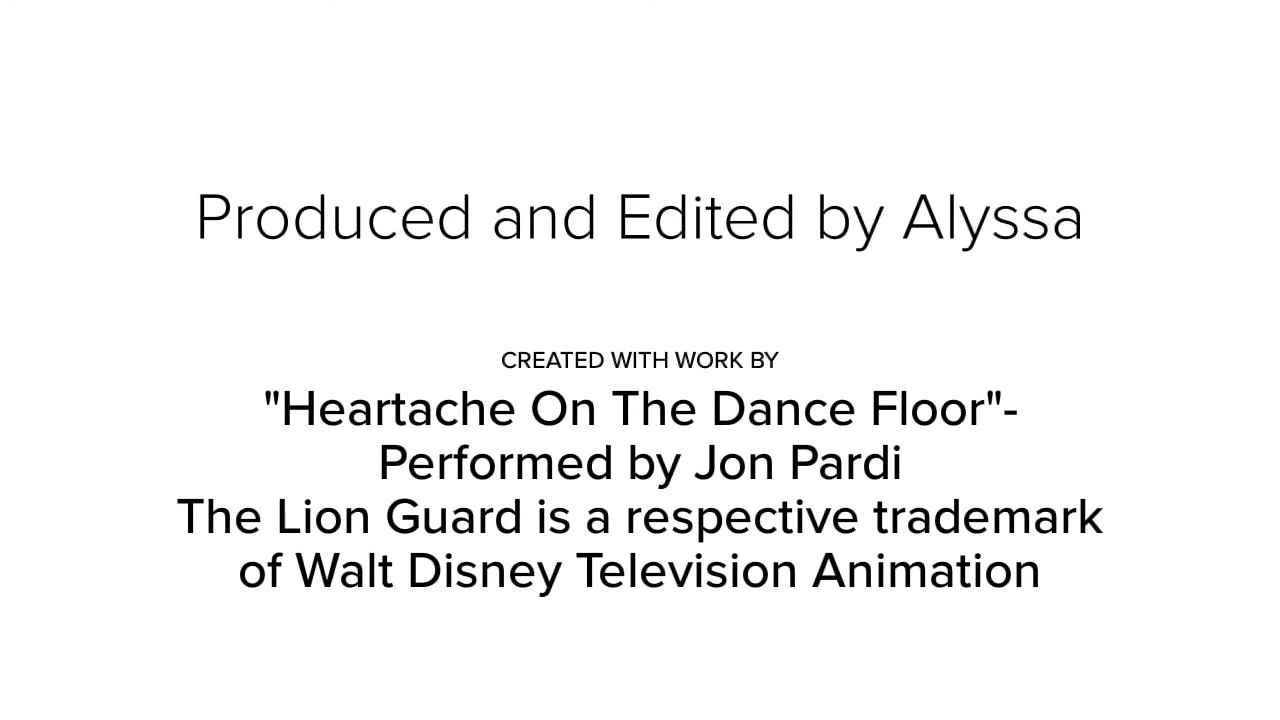 Produced and Edited by Alyssa
CREATED WITH WORK BY
"Heartache On The Dance Floor"-
Performed by Jon Pardi
The Lion Guard is a respective trademark
of Walt Disney Television Animation